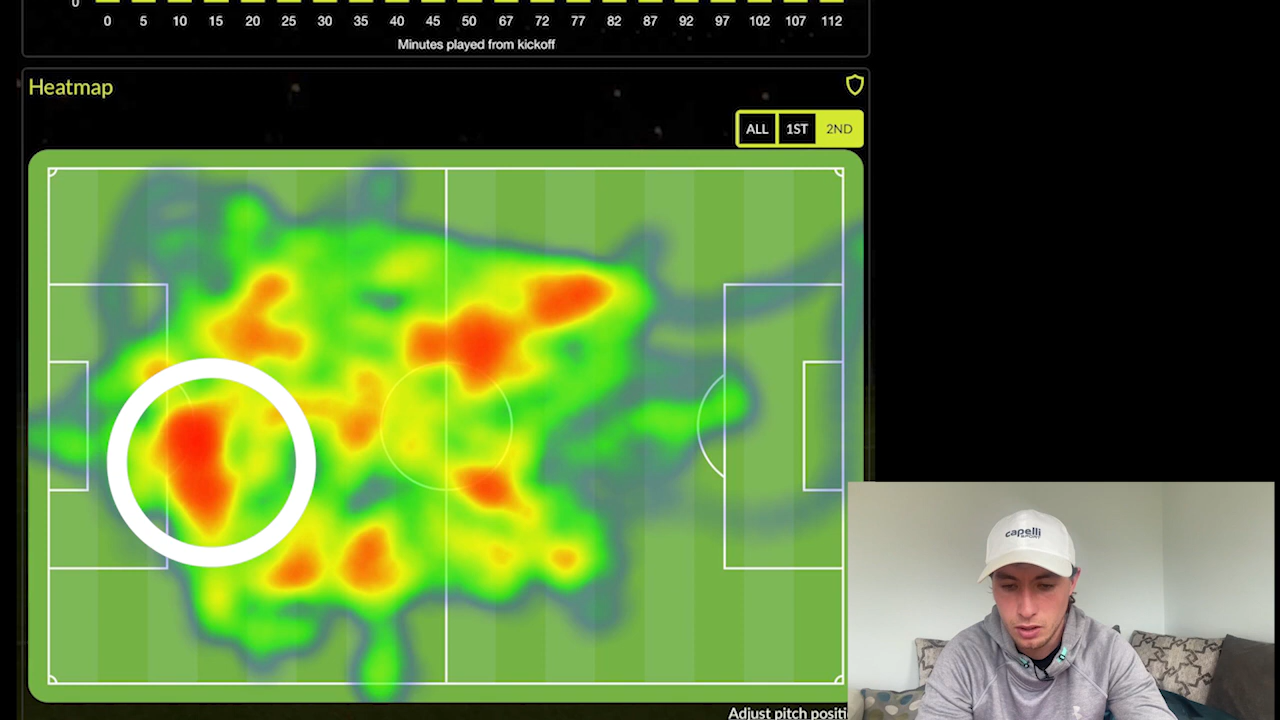 0
0 5 10 15 20 25 30 35 40 45 50 67 72 77 82 87 92 97 102 107 112
Minutes played from kickoff
Heatmap
ALL 1ST 2ND
Adjust pitch positi
capelli
SPORT